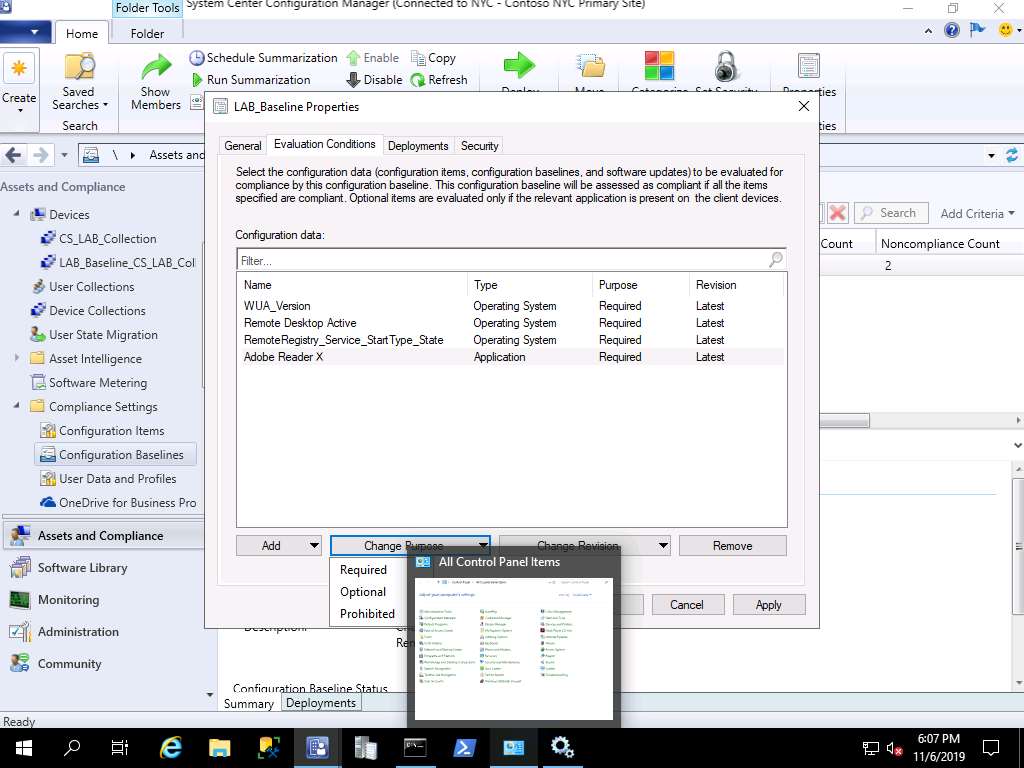 System Center Configuration Manager (Connected to NYC - Contoso NYC Primary Site)
Folder Tools
Home
Folder
Create
Saved
Searches
Search
Show
Members
Schedule Summarization
Run Summarization
Enable
Disable
Copy
Refresh
Deploy
Move
Categorize
Set Security
Properties
LAB_Baseline Properties
General
Evaluation Conditions
Deployments
Security
Select the configuration data (configuration items, configuration baselines, and software updates) to be evaluated for
compliance by this configuration baseline. This configuration baseline will be assessed as compliant if all the items
specified are compliant. Optional items are evaluated only if the relevant application is present on the client devices.
Configuration data:
Filter...
Name Type Purpose Revision
WUA_Version Operating System Required Latest
Remote Desktop Active Operating System Required Latest
RemoteRegistry_Service_StartType_State Operating System Required Latest
Adobe Reader X Application Required Latest
Add
Change Purpose
Change Revision
Remove
Required
Optional
Prohibited
Cancel
Apply
\ Assets and
Assets and Compliance
Devices
CS_LAB_Collection
LAB_Baseline_CS_LAB_Col
User Collections
Device Collections
User State Migration
Asset Intelligence
Software Metering
Compliance Settings
Configuration Items
Configuration Baselines
User Data and Profiles
OneDrive for Business Pro
Assets and Compliance
Software Library
Monitoring
Administration
Community
Search
Add Criteria
Count
Noncompliance Count
2
Description:
Configuration Baseline Status
Summary
Deployments
Ready
All Control Panel Items
6:07 PM
11/6/2019